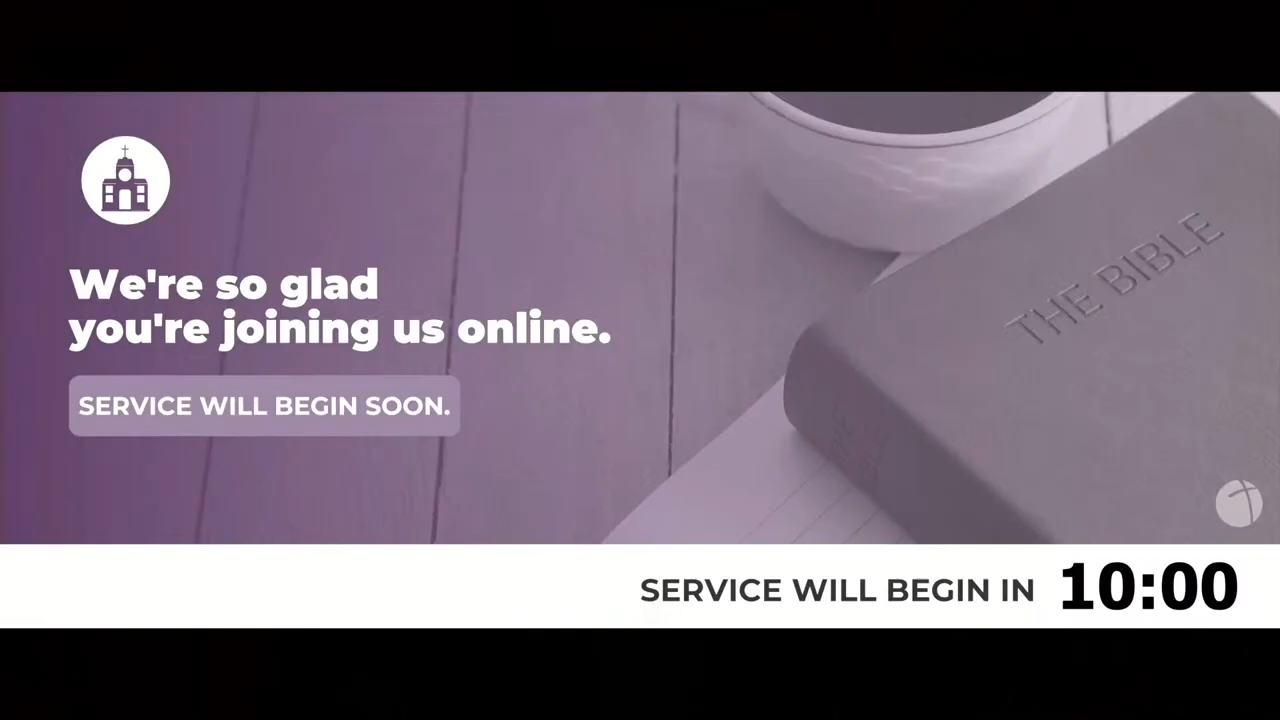 We're so glad
you're joining us online.
SERVICE WILL BEGIN SOON.
THE BIBLE
SERVICE WILL BEGIN IN 10:00